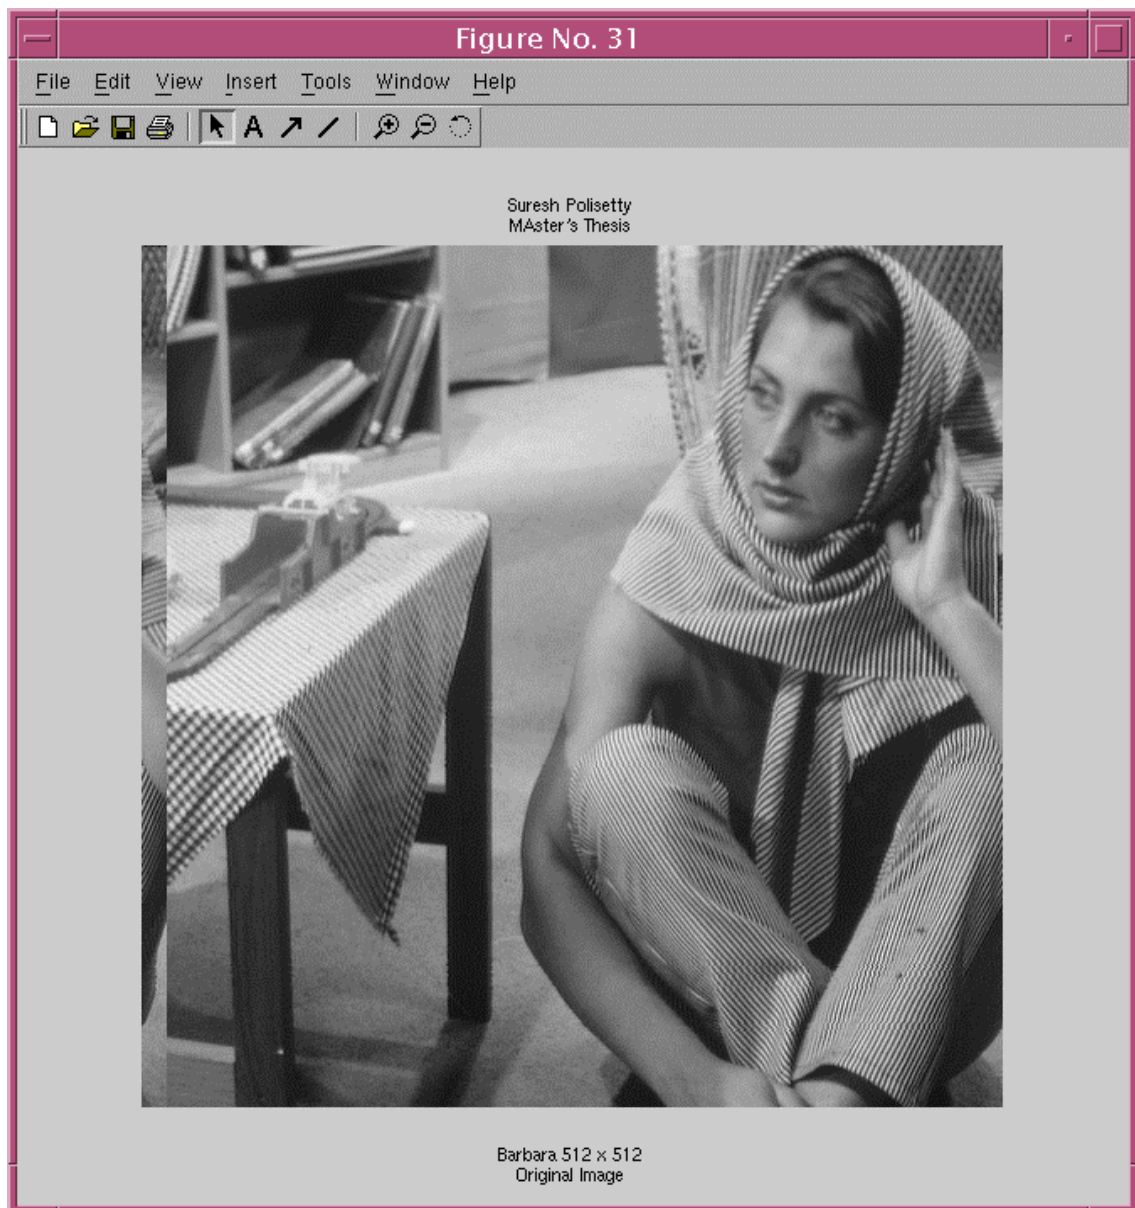 Figure No. 31
File Edit View Insert Tools Window Help
A
Suresh Polisetty
MAster's Thesis
Barbara 512 x 512
Original Image